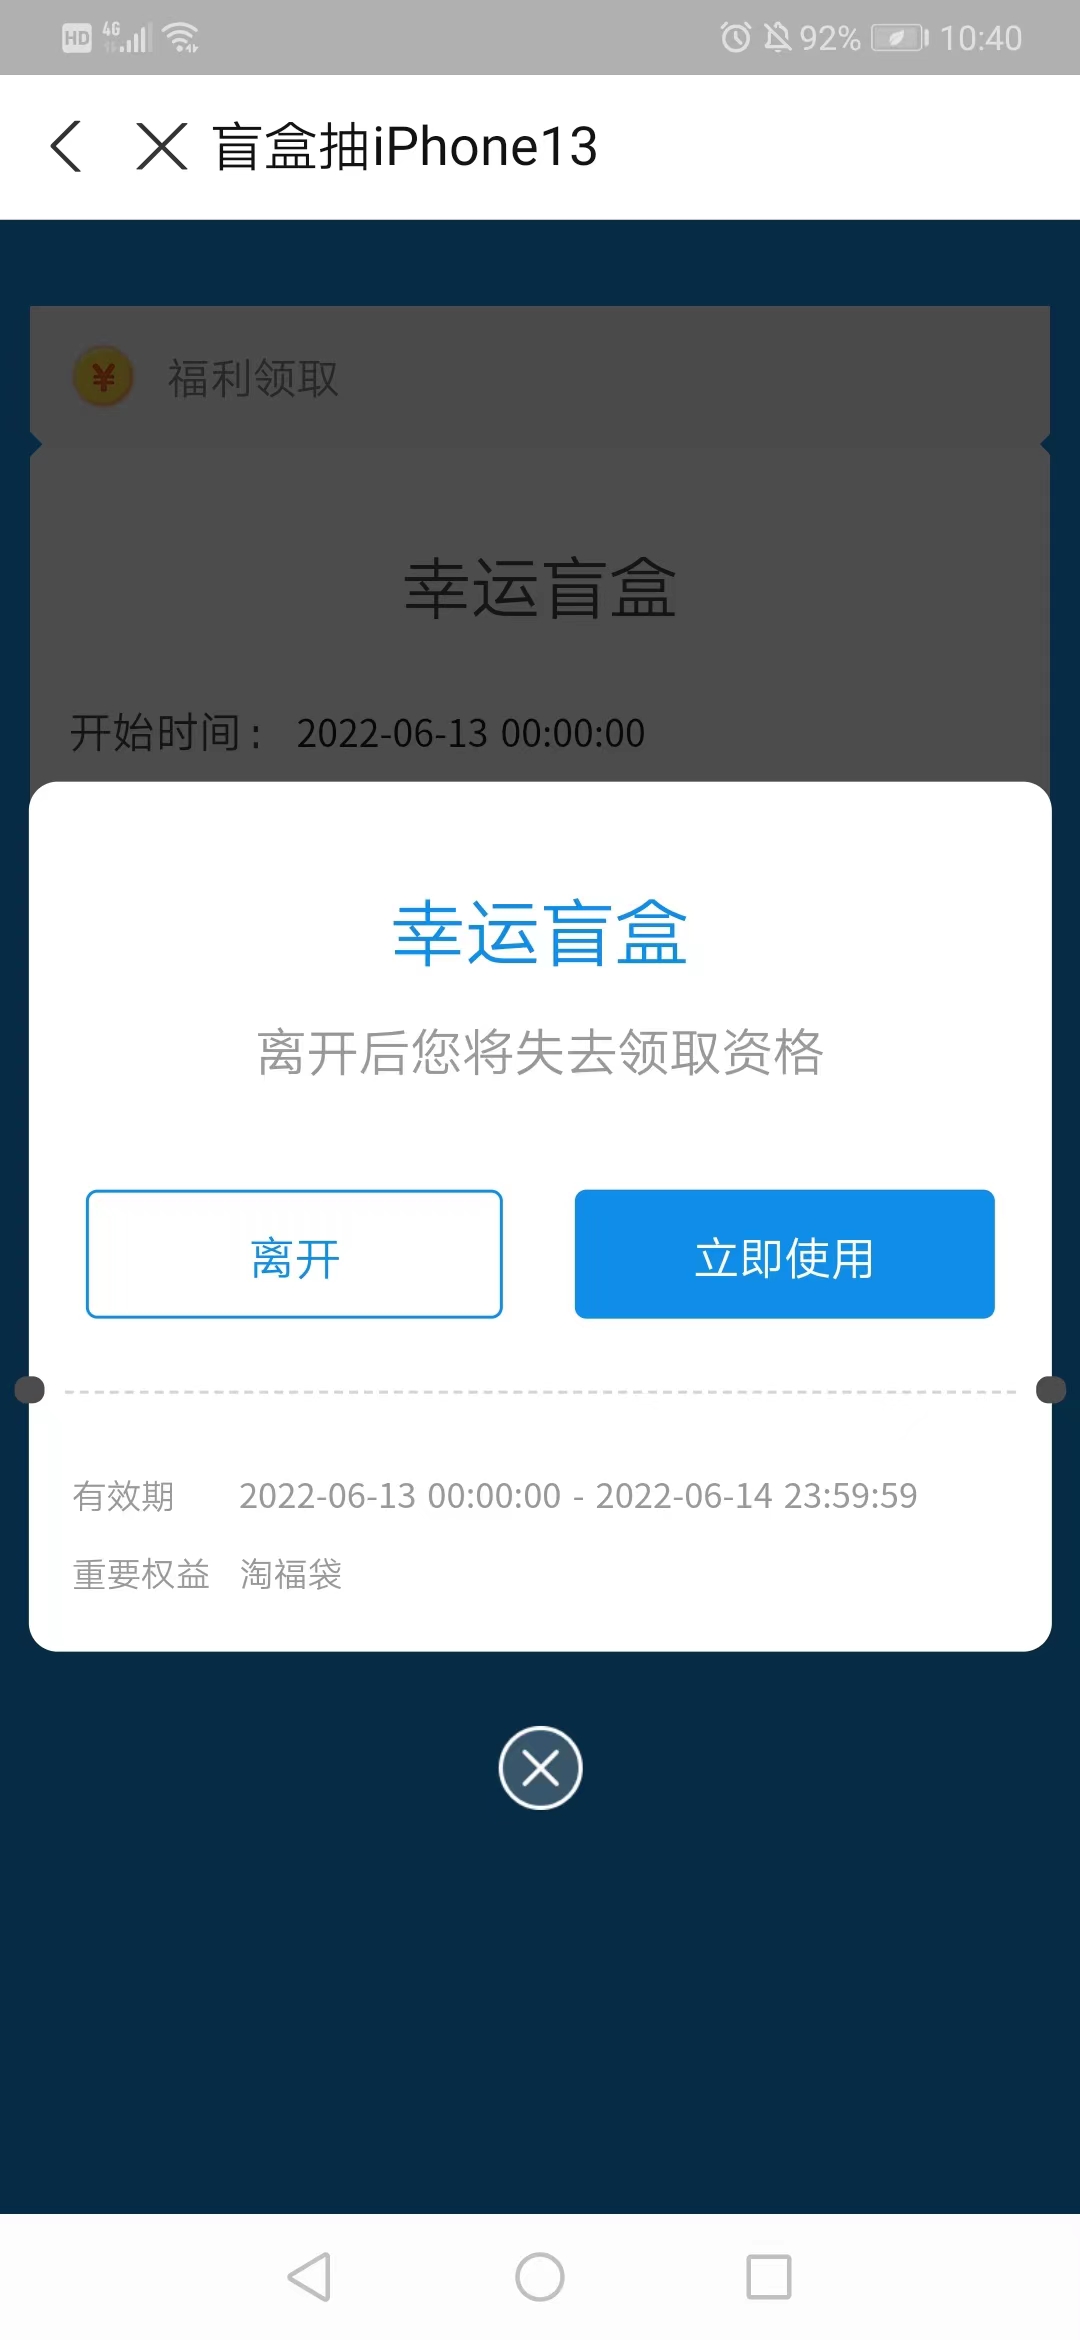 HD 4G 92% 10:40
盲盒抽iPhone13
¥ 福利领取
幸运盲盒
开始时间： 2022-06-13 00:00:00
幸运盲盒
离开后您将失去领取资格
离开 立即使用
有效期 2022-06-13 00:00:00 - 2022-06-14 23:59:59
重要权益 淘福袋